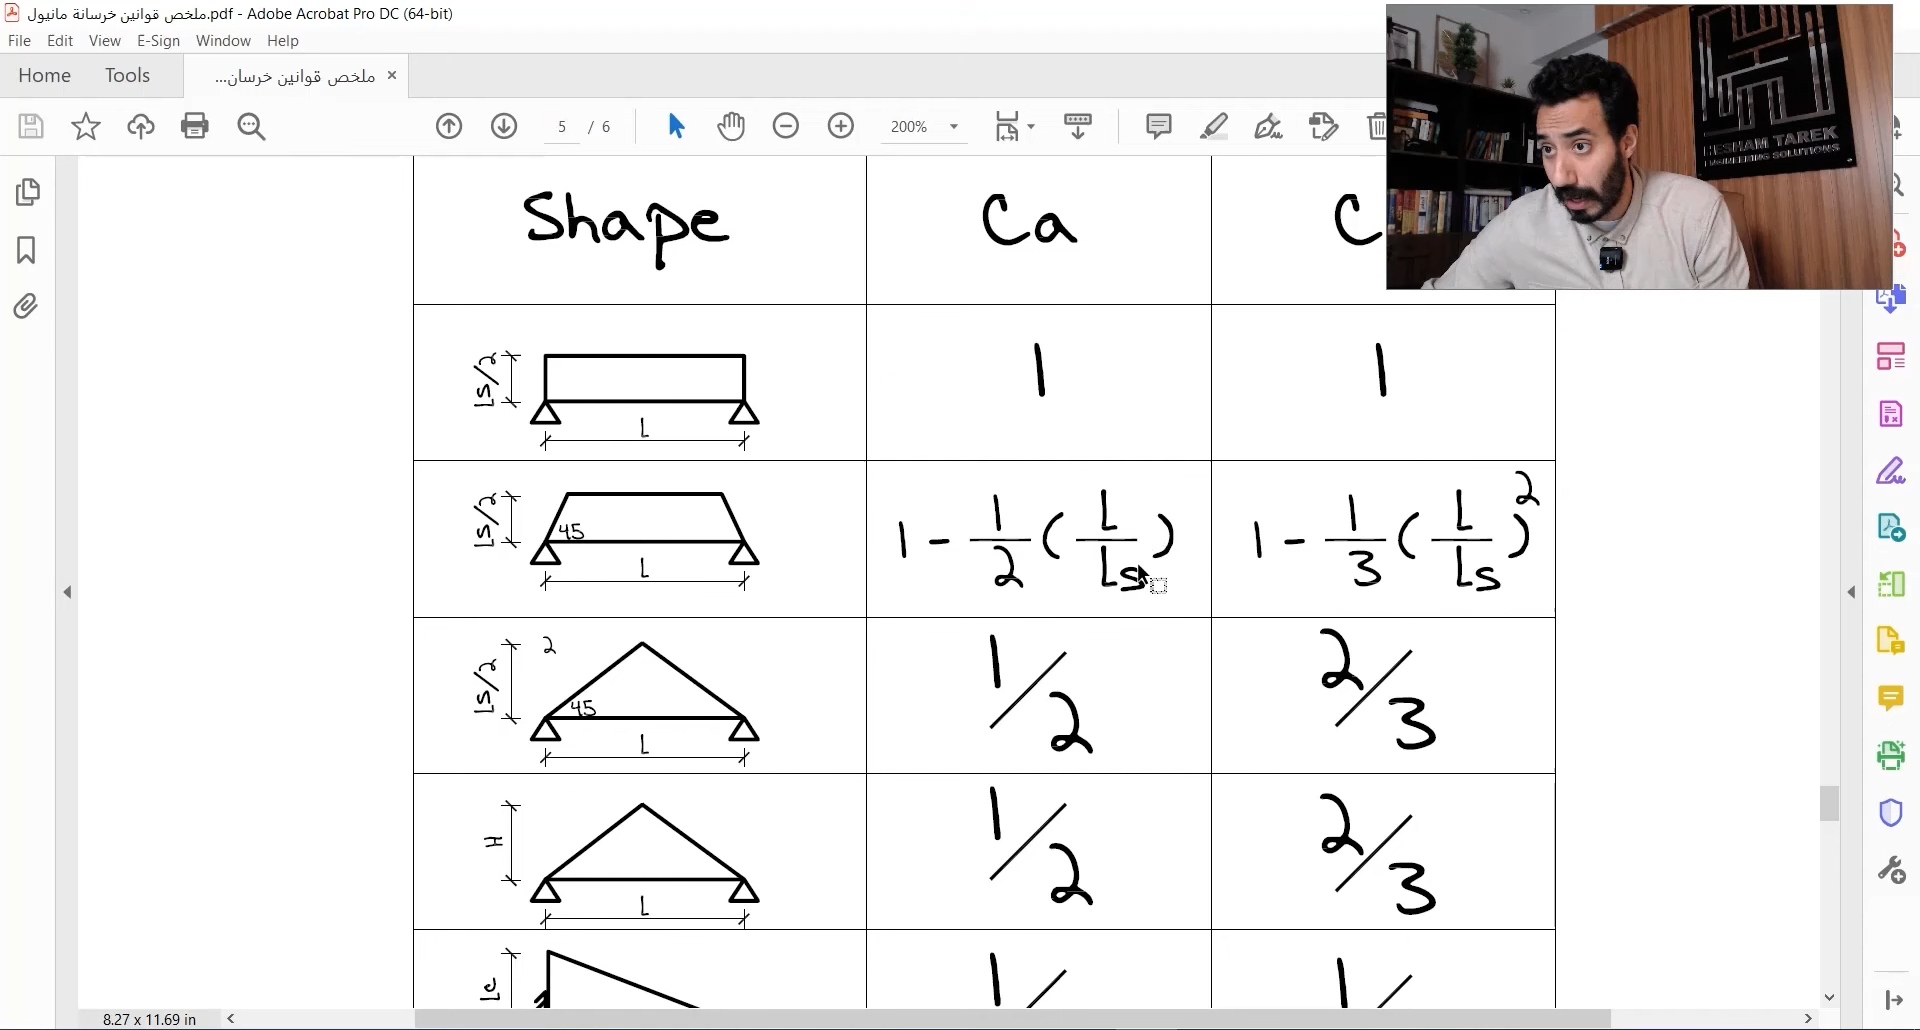 ملخص قوانين خرسانة مانيول.pdf - Adobe Acrobat Pro DC (64-bit)
File Edit View E-Sign Window Help
Home Tools ملخص قوانين خرسان...
5 / 6 200%
HESHAM TAREK
ENGINEERING SOLUTIONS
Shape Ca C
Ls/2 L 1 1
Ls/2 45 L 1 - 1/2 (L/Ls) 1 - 1/3 (L/Ls)²
Ls/2 2 45 L 1/2 2/3
H L 1/2 2/3
1/ 1/
8.27 x 11.69 in